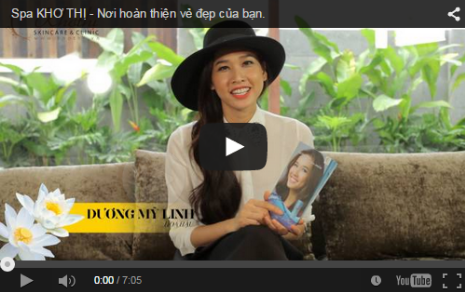 Spa KHƠ THỊ - Nơi hoàn thiện vẻ đẹp của bạn.
SKINCARE & CLINIC
DƯƠNG MỸ LINH
0:00 / 7:05
YouTube